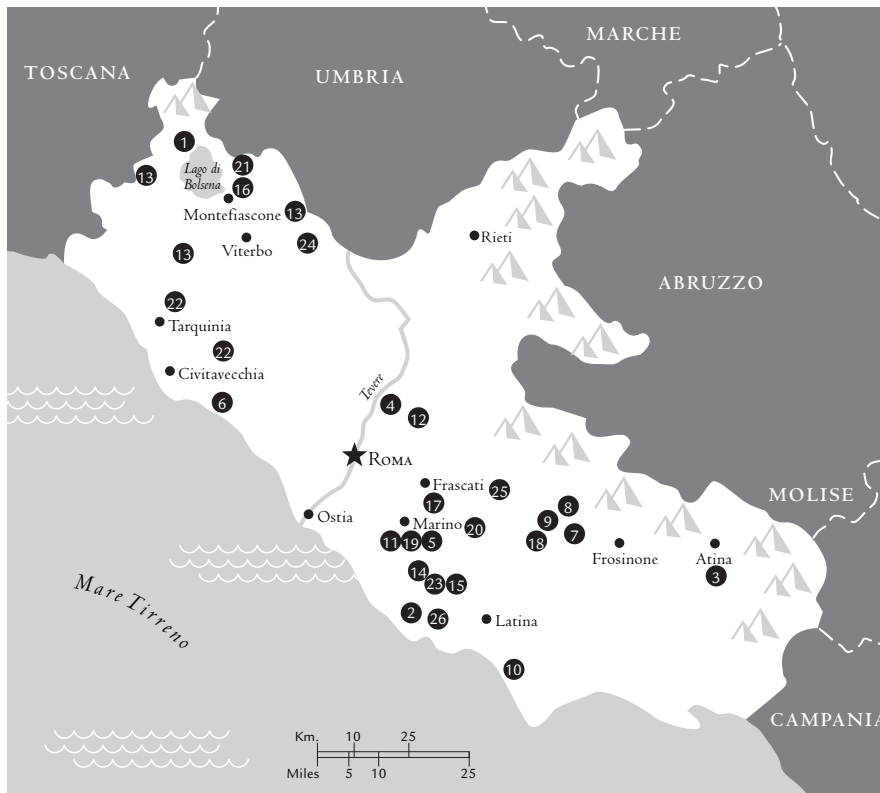 MARCHE
TOSCANA
UMBRIA
1
Lago di
Bolsena
21
13
16
Montefiascone
13
Rieti
Viterbo
24
13
ABRUZZO
22
Tarquinia
22
Civitavecchia
Tevere
6
4
12
ROMA
Frascati
25
MOLISE
17
8
Ostia
Marino
20
9
7
11
19
5
18
Frosinone
Atina
14
3
23
15
Mare Tirreno
2
26
Latina
10
CAMPANIA
Km. 10 25
Miles 5 10 25